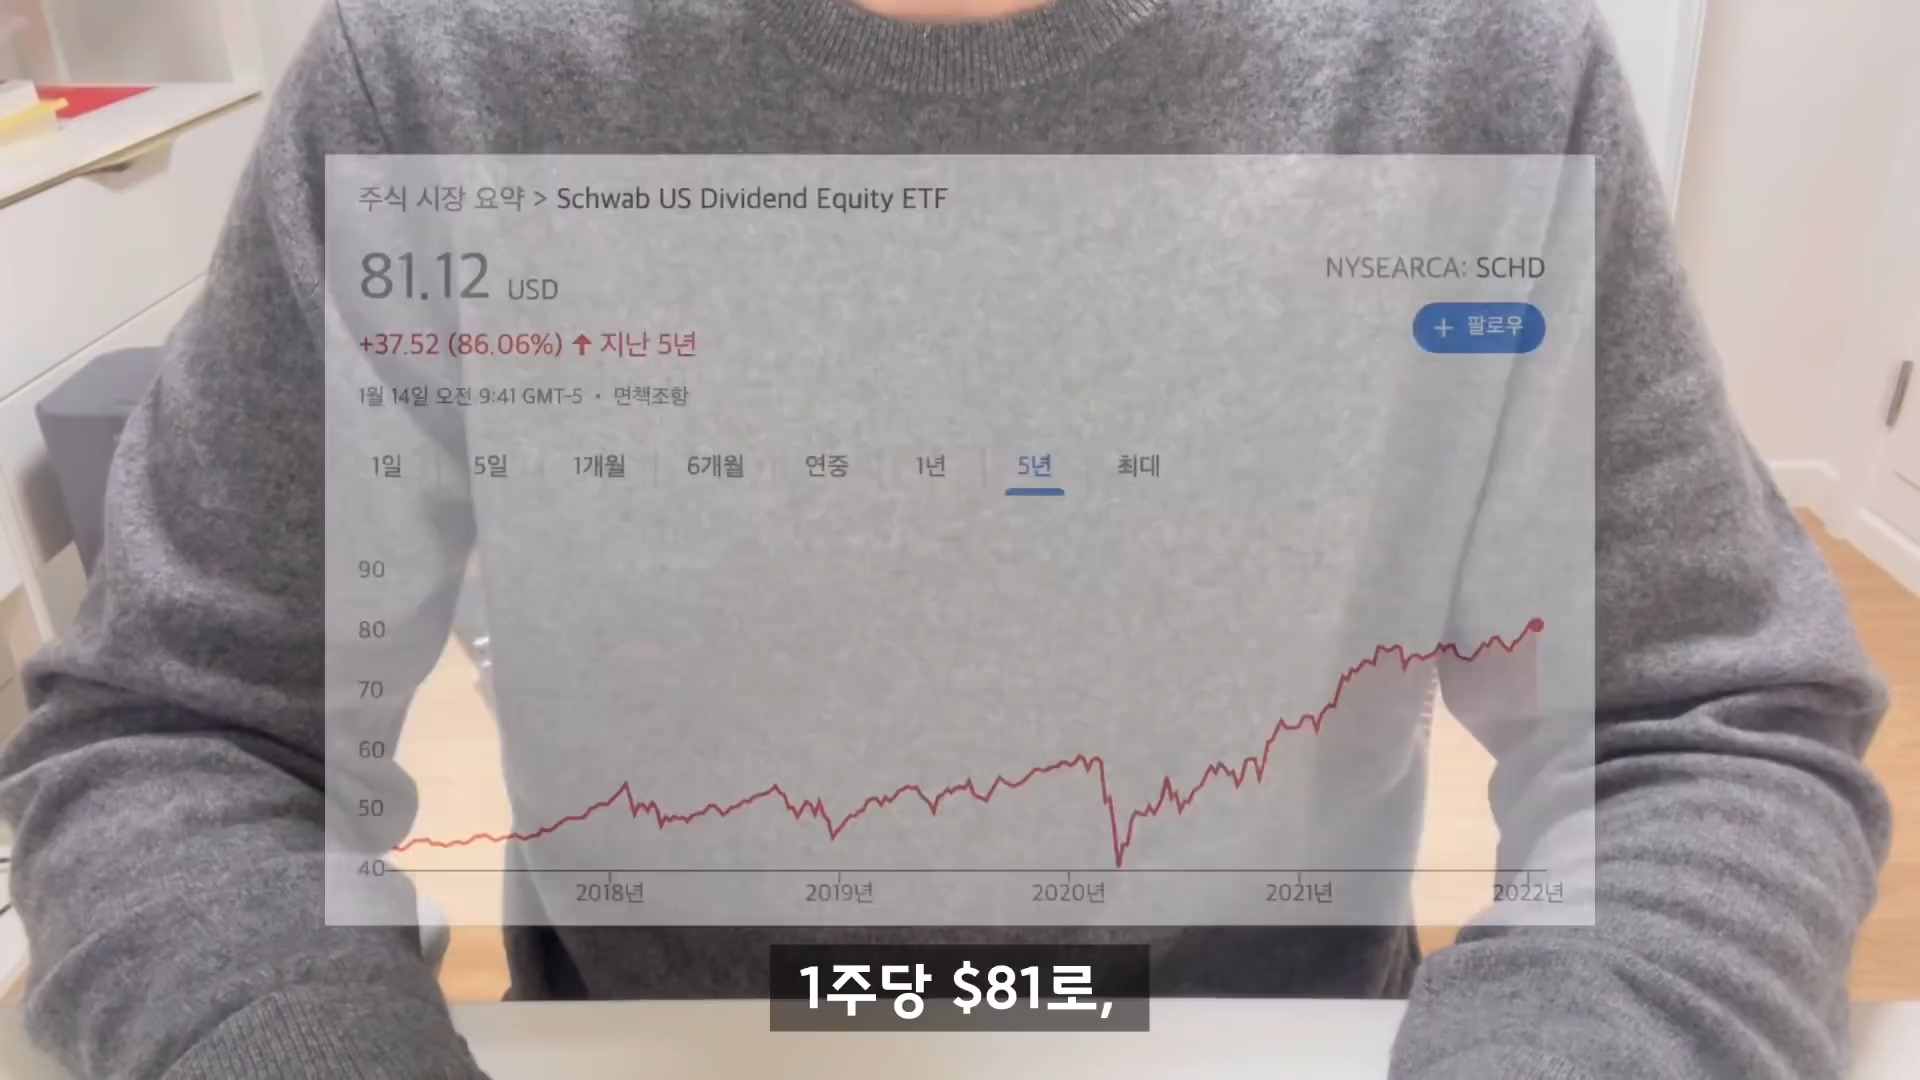 주식 시장 요약 > Schwab US Dividend Equity ETF
81.12 USD
NYSEARCA: SCHD
+ 팔로우
+37.52 (86.06%) ↑ 지난 5년
1월 14일 오전 9:41 GMT-5 • 면책조항
1일 5일 1개월 6개월 연중 1년 5년 최대
90
80
70
60
50
40
2018년 2019년 2020년 2021년 2022년
1주당 $81로,